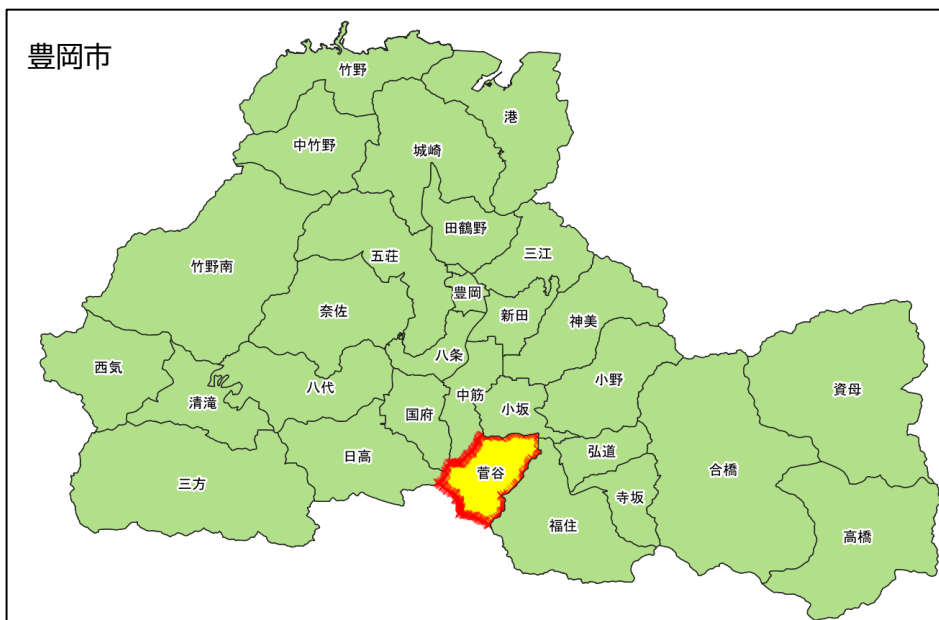 豊岡市
竹野
港
中竹野
城崎
田鶴野
三江
五荘
竹野南
豊岡
奈佐
新田
神美
八条
西気
八代
小野
資母
清滝
国府
中筋
小坂
弘道
日高
菅谷
合橋
三方
寺坂
福住
高橋